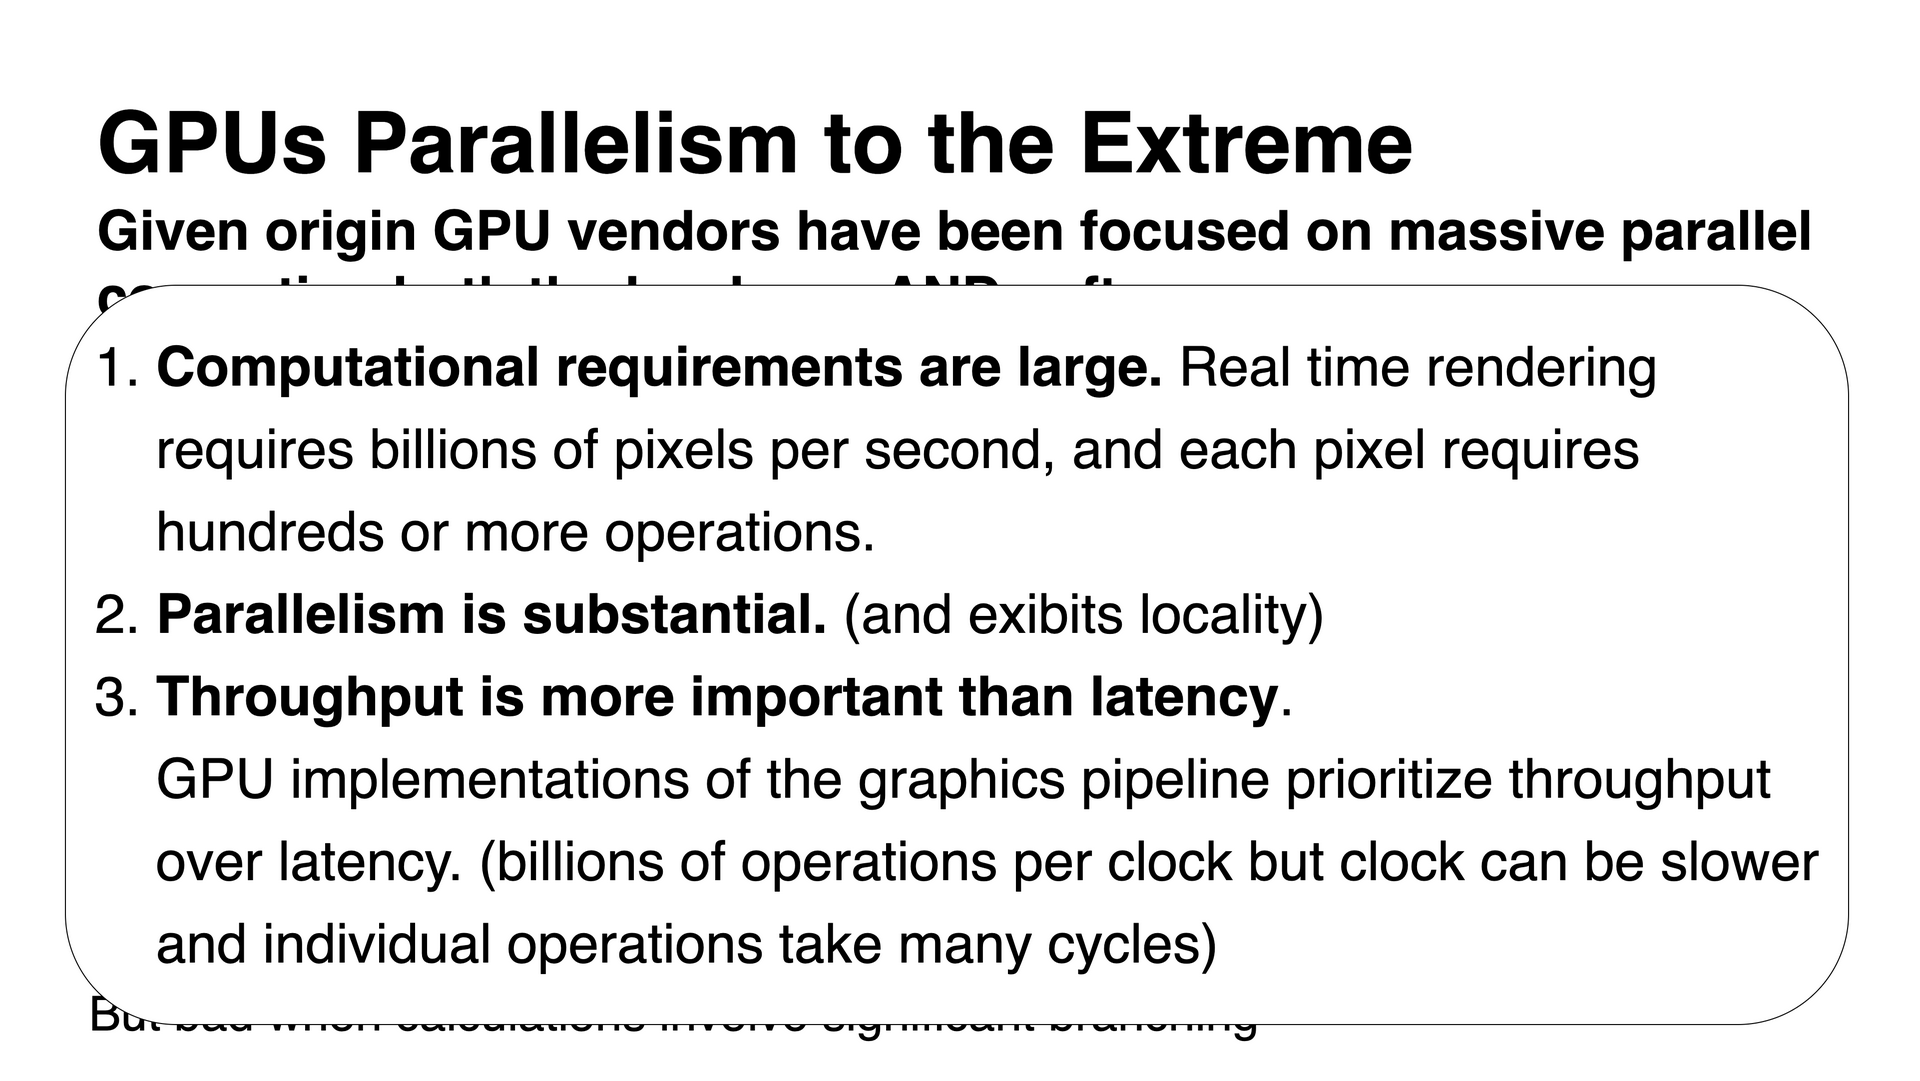 GPUs Parallelism to the Extreme
Given origin GPU vendors have been focused on massive parallel
AND
1. Computational requirements are large. Real time rendering
requires billions of pixels per second, and each pixel requires
hundreds or more operations.
2. Parallelism is substantial. (and exibits locality)
3. Throughput is more important than latency.
GPU implementations of the graphics pipeline prioritize throughput
over latency. (billions of operations per clock but clock can be slower
and individual operations take many cycles)
But bad when calculations involve significant branching